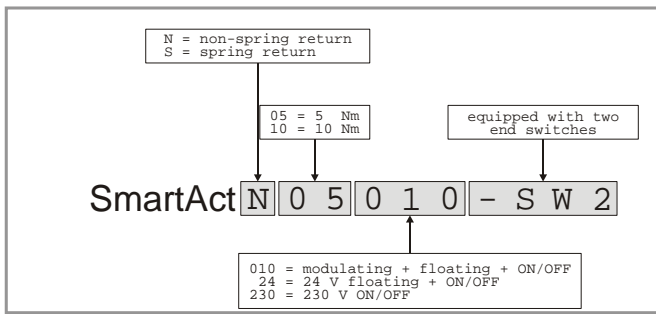 N = non-spring return
S = spring return
05 = 5 Nm
10 = 10 Nm
equipped with two
end switches
SmartAct N 0 5 0 1 0 - S W 2
010 = modulating + floating + ON/OFF
24 = 24 V floating + ON/OFF
230 = 230 V ON/OFF